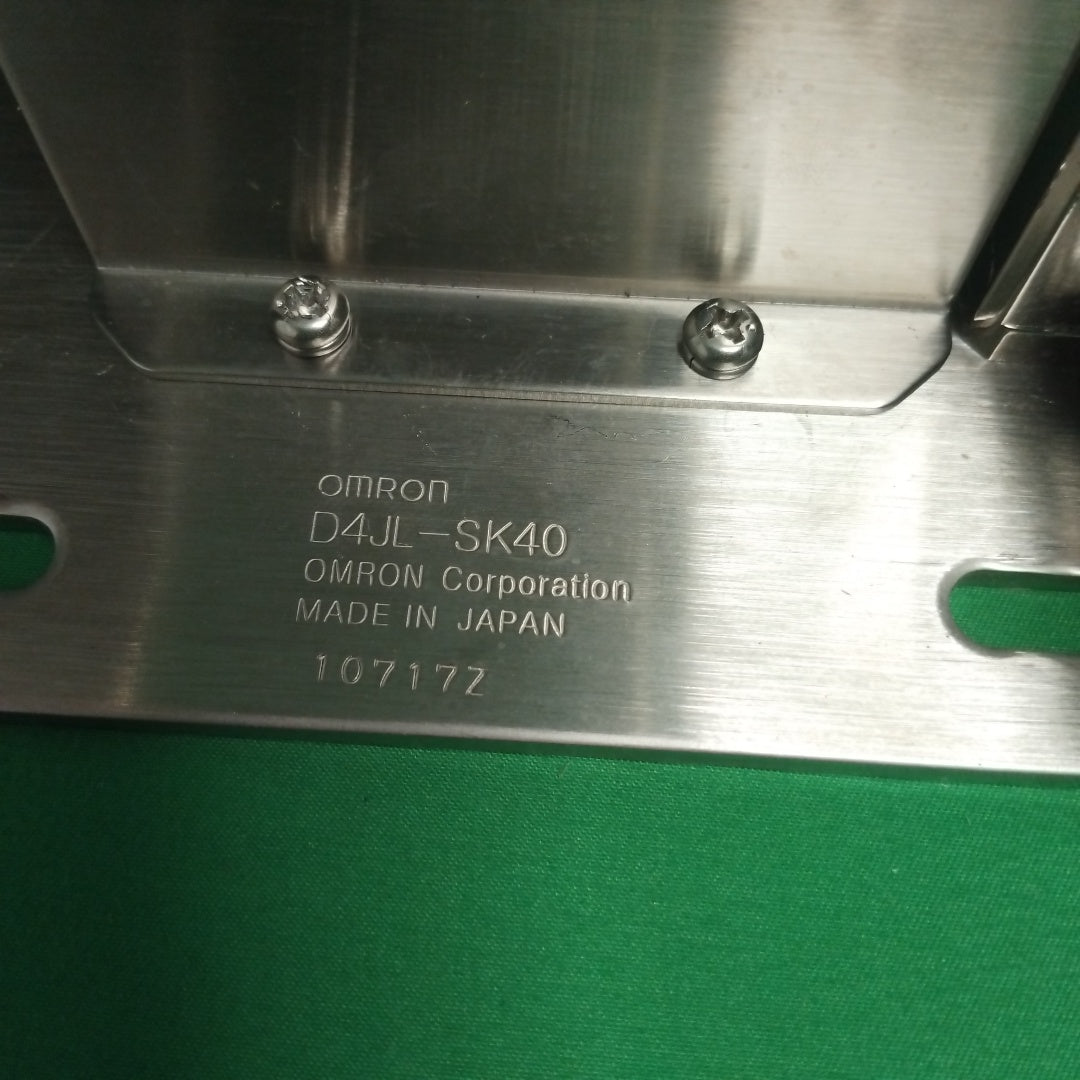 OMRON
D4JL-SK40
OMRON Corporation
MADE IN JAPAN
10717Z